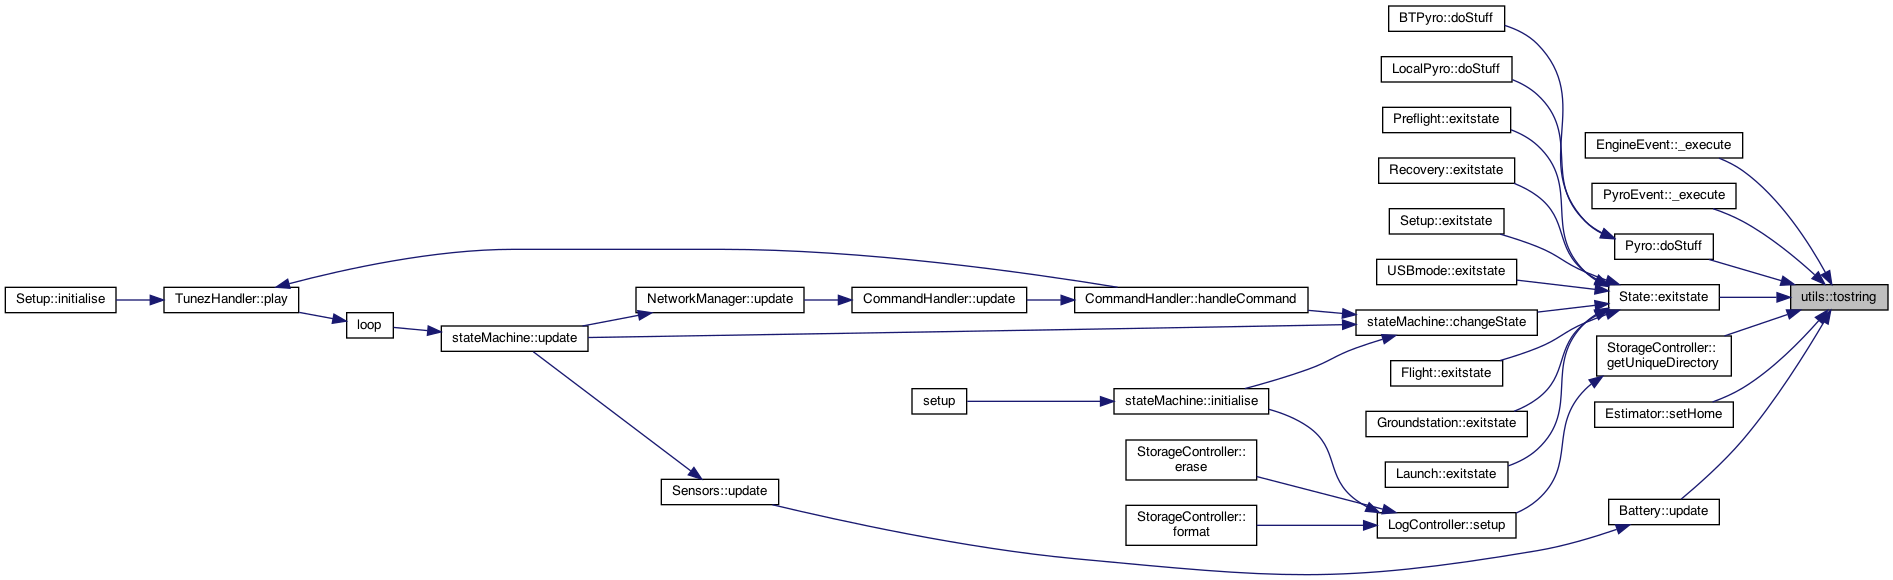 BTPyro::doStuff
LocalPyro::doStuff
Preflight::exitstate
EngineEvent::_execute
Recovery::exitstate
PyroEvent::_execute
Setup::exitstate
Pyro::doStuff
USBmode::exitstate
Setup::initialise
TunezHandler::play
NetworkManager::update
CommandHandler::update
CommandHandler::handleCommand
State::exitstate
utils::tostring
loop
stateMachine::update
stateMachine::changeState
StorageController::
getUniqueDirectory
Flight::exitstate
setup
stateMachine::initialise
Estimator::setHome
Groundstation::exitstate
StorageController::
erase
Launch::exitstate
Sensors::update
Battery::update
StorageController::
format
LogController::setup